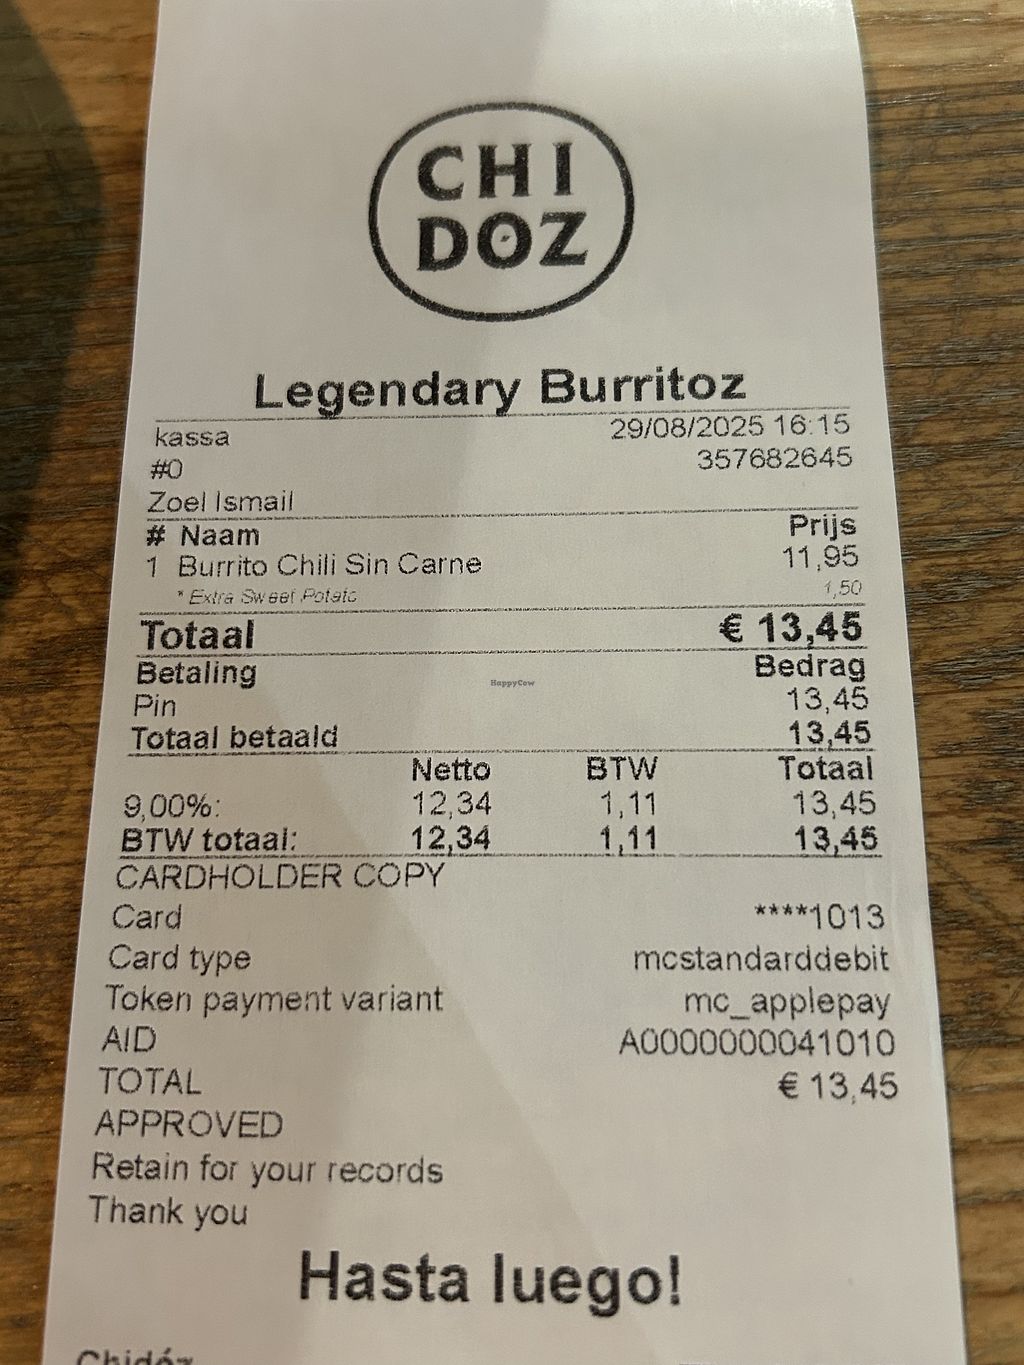 CHI
DOZ
Legendary Burritoz
kassa 29/08/2025 16:15
#0 357682645
Zoel Ismail
# Naam Prijs
1 Burrito Chili Sin Carne 11,95
* Extra Sweet Potato 1,50
Totaal € 13,45
Betaling Bedrag
HappyCow
Pin 13,45
Totaal betaald 13,45
Netto BTW Totaal
9,00%: 12,34 1,11 13,45
BTW totaal: 12,34 1,11 13,45
CARDHOLDER COPY
Card ****1013
Card type mcstandarddebit
Token payment variant mc_applepay
AID A0000000041010
TOTAL € 13,45
APPROVED
Retain for your records
Thank you
Hasta luego!
Chidóz